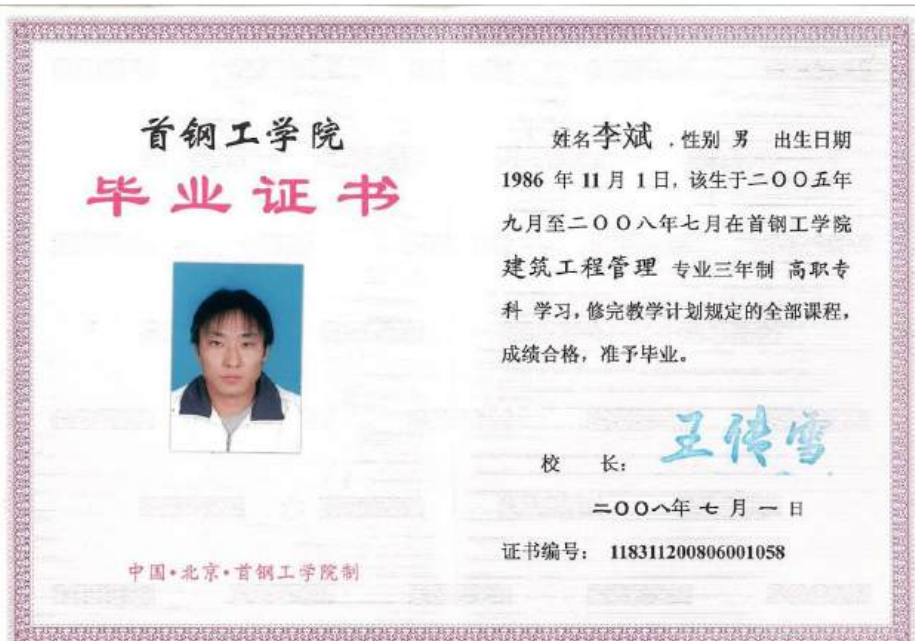 首钢工学院
毕业证书
中国·北京·首钢工学院制
姓名李斌 .性别 男 出生日期
1986 年 11 月 1 日，该生于二〇〇五年
九月至二〇〇八年七月在首钢工学院
建筑工程管理 专业三年制 高职专
科 学习，修完教学计划规定的全部课程，
成绩合格，准予毕业。
校 长： 王传雪
二〇〇八年 七 月 一 日
证书编号： 118311200806001058